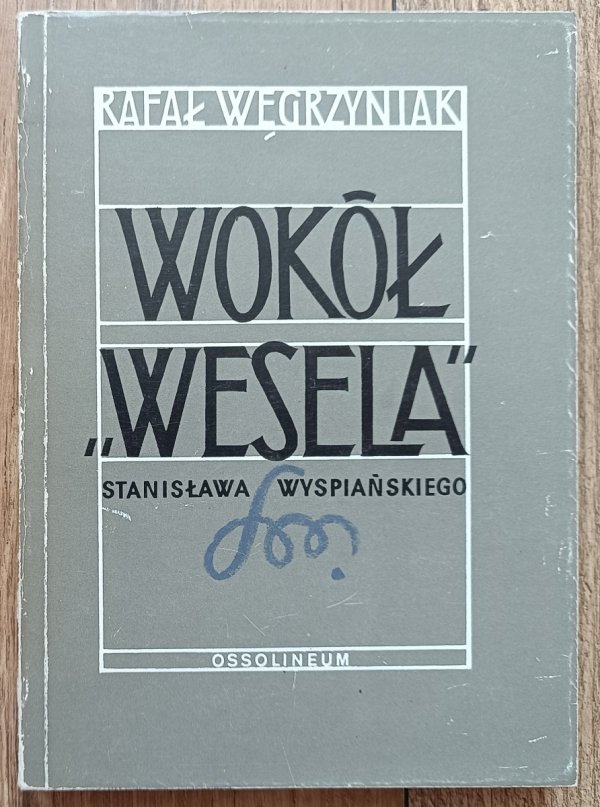 RAFAŁ WĘGRZYNIAK
WOKÓŁ
„WESELA”
STANISŁAWA WYSPIAŃSKIEGO
OSSOLINEUM